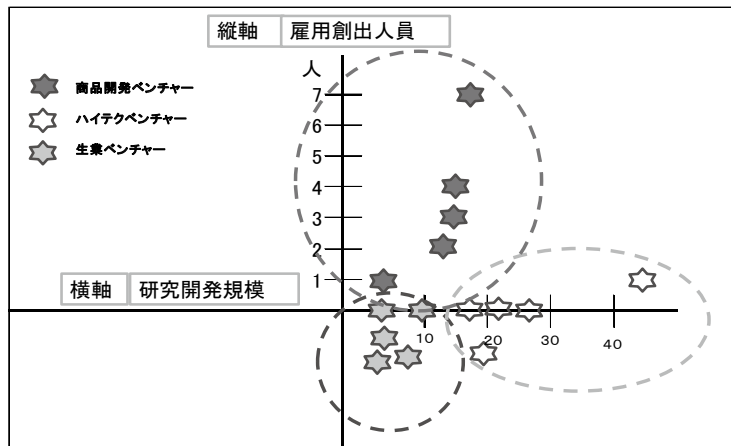 縦軸 雇用創出人員
人
商品開発ベンチャー
ハイテクベンチャー
生業ベンチャー
7
6
5
4
3
2
1
横軸 研究開発規模
10 20 30 40